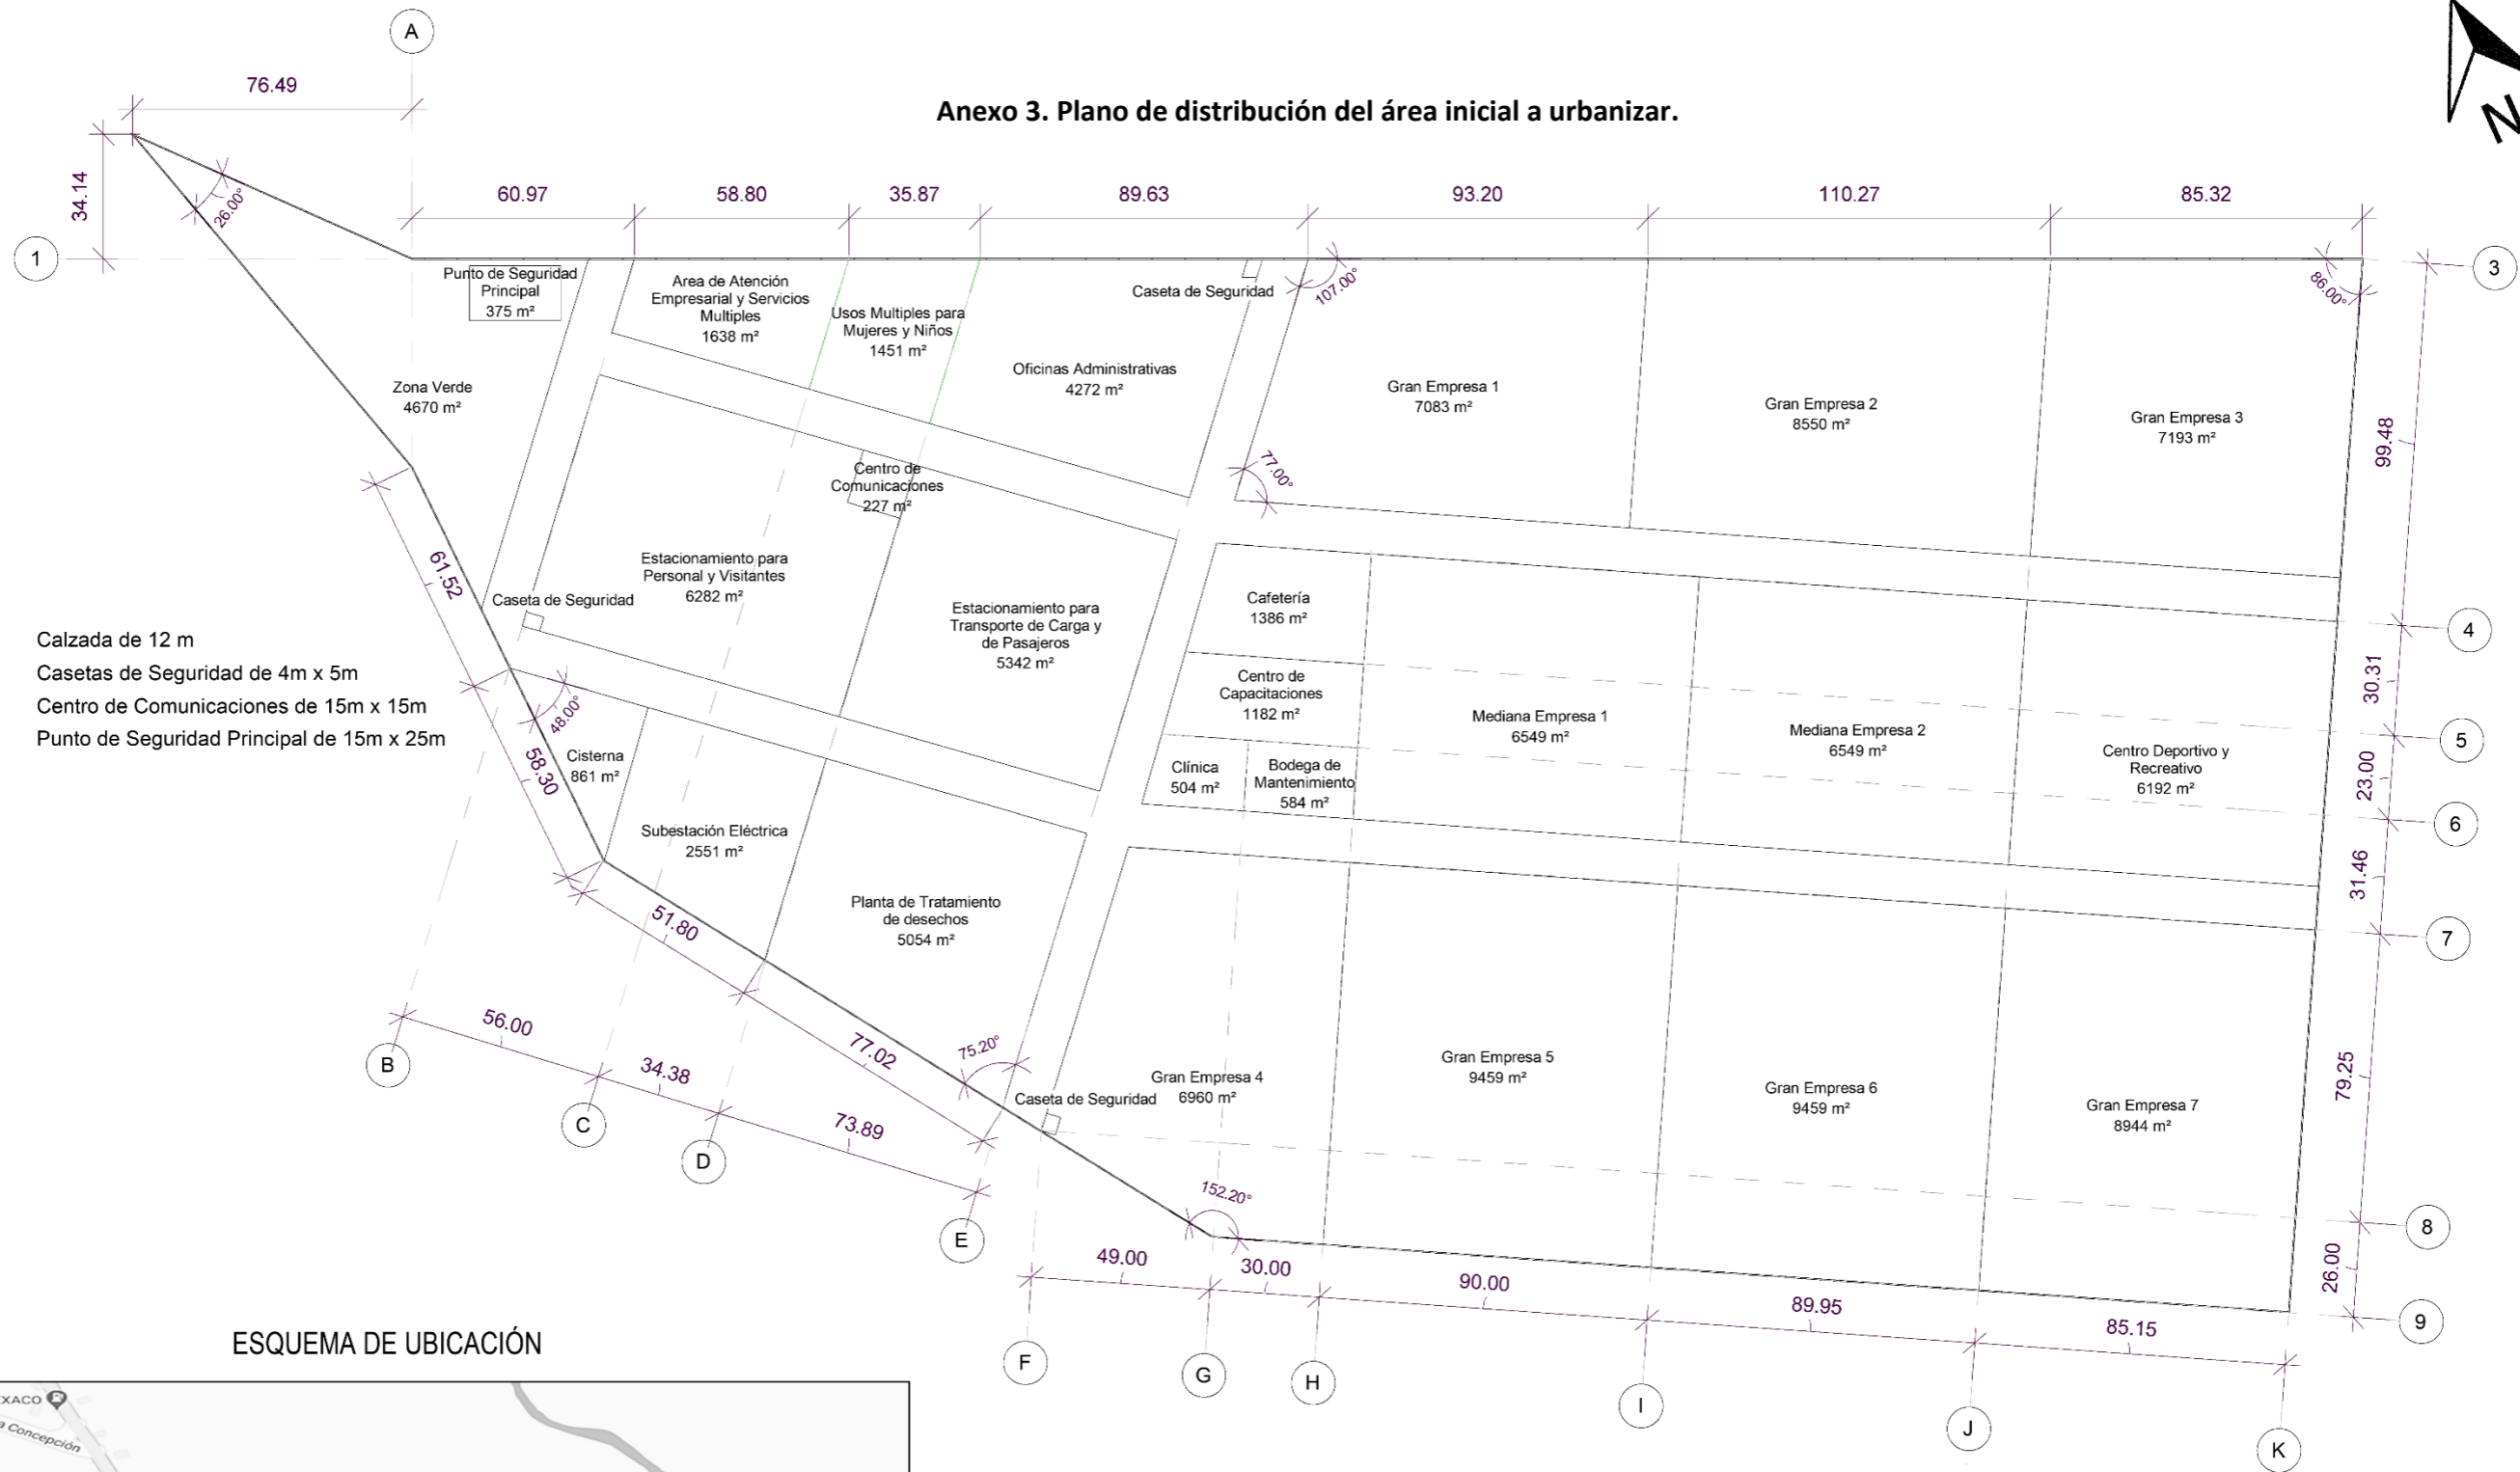 A
76.49
Anexo 3. Plano de distribución del área inicial a urbanizar.
N
34.14
26.00°
60.97
58.80
35.87
89.63
93.20
110.27
85.32
1
3
Punto de Seguridad
Principal
375 m²
Area de Atención
Empresarial y Servicios
Multiples
1638 m²
Usos Multiples para
Mujeres y Niños
1451 m²
Caseta de Seguridad
107.00°
86.00°
Oficinas Administrativas
4272 m²
Zona Verde
4670 m²
Gran Empresa 1
7083 m²
Gran Empresa 2
8550 m²
Gran Empresa 3
7193 m²
99.48
77.00°
Centro de
Comunicaciones
227 m²
61.52
Estacionamiento para
Personal y Visitantes
6282 m²
Caseta de Seguridad
Estacionamiento para
Transporte de Carga y
de Pasajeros
5342 m²
Cafetería
1386 m²
4
Calzada de 12 m
Casetas de Seguridad de 4m x 5m
Centro de Comunicaciones de 15m x 15m
Punto de Seguridad Principal de 15m x 25m
48.00°
Centro de
Capacitaciones
1182 m²
30.31
Mediana Empresa 1
6549 m²
Mediana Empresa 2
6549 m²
5
58.30
Cisterna
861 m²
Clínica
504 m²
Bodega de
Mantenimiento
584 m²
Centro Deportivo y
Recreativo
6192 m²
23.00
6
Subestación Eléctrica
2551 m²
31.46
51.80
Planta de Tratamiento
de desechos
5054 m²
7
56.00
34.38
77.02
75.20°
B
C
D
73.89
E
Caseta de Seguridad
Gran Empresa 4
6960 m²
Gran Empresa 5
9459 m²
Gran Empresa 6
9459 m²
Gran Empresa 7
8944 m²
79.25
152.20°
8
26.00
9
49.00
30.00
90.00
89.95
85.15
F
G
H
I
J
K
ESQUEMA DE UBICACIÓN
XACO
Concepción